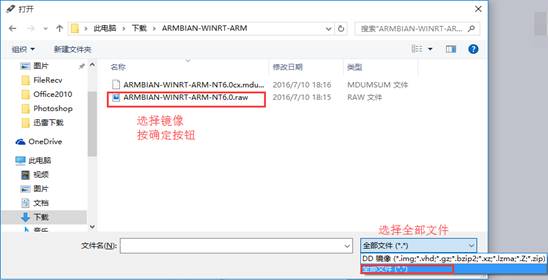 打开
此电脑 > 下载 > ARMBIAN-WINRT-ARM
搜索"ARMBIAN-WINRT-ARM"
组织 新建文件夹
名称 修改日期 类型
图片
FileRecv
Office2010
Photoshop
迅雷下载
OneDrive
此电脑
视频
图片
文档
下载
音乐
ARMBIAN-WINRT-ARM-NT6.0cx.mdu... 2016/7/10 18:16 MDUMSUM 文件
ARMBIAN-WINRT-ARM-NT6.0.raw 2016/7/10 18:15 RAW 文件
选择镜像
按确定按钮
选择全部文件
文件名(N): 全部文件 (*.*)
DD 镜像 (*.img;*.vhd;*.gz;*.bzip2;*.xz;*.lzma;*.Z;*.zip)
全部文件 (*.*)